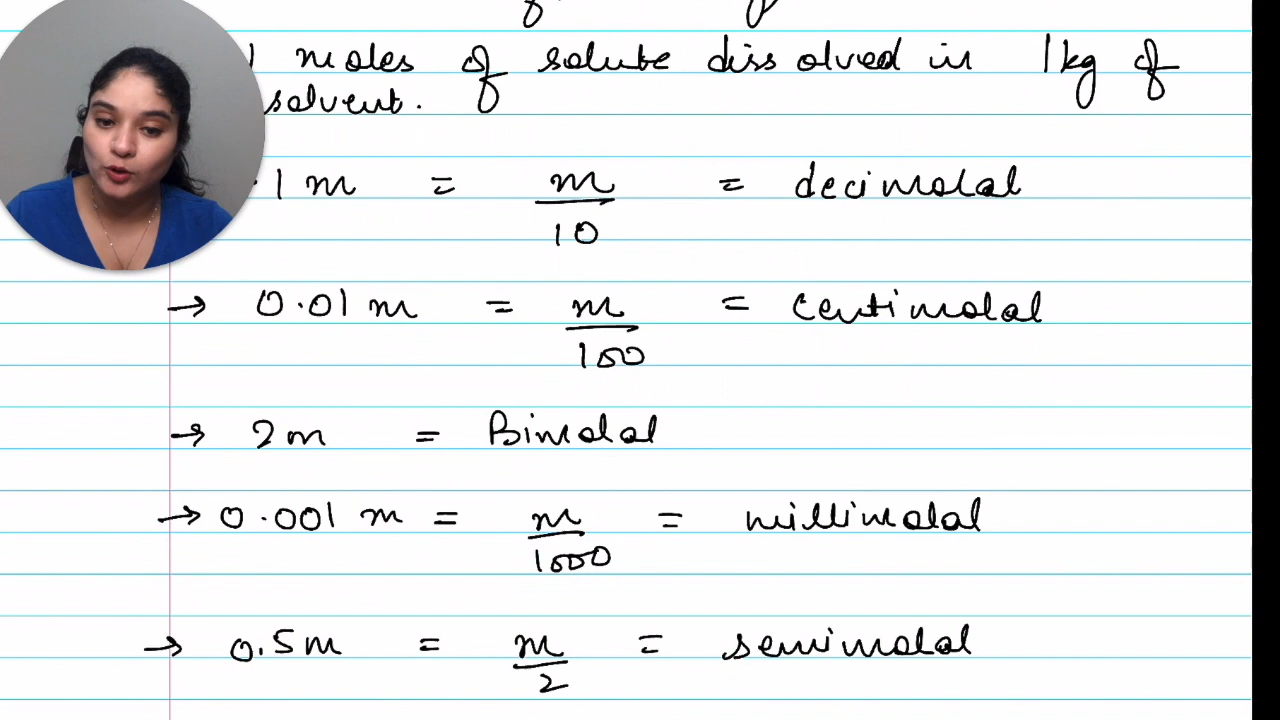 1 moles of solute dissolved in 1kg of
solvent.
.1 m = m/10 = decimolal
→ 0.01 m = m/100 = centimolal
→ 2m = Bimolal
→ 0.001 m = m/1000 = millimolal
→ 0.5m = m/2 = semimolal